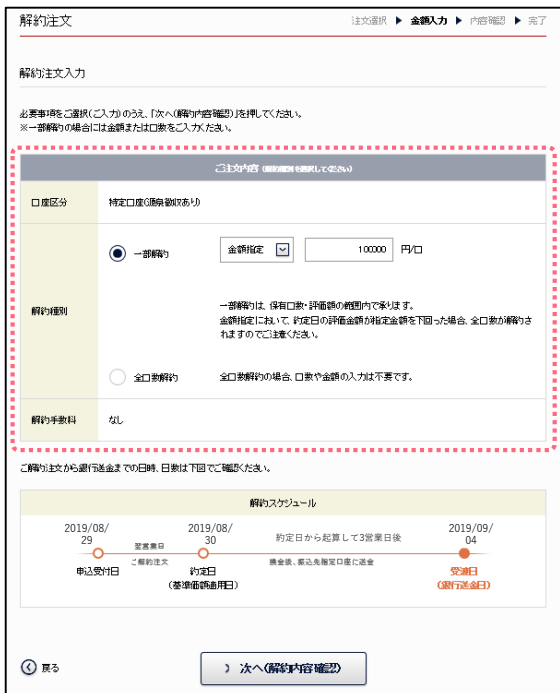 解約注文
注文選択 ▶ 金額入力 ▶ 内容確認 ▶ 完了
解約注文入力
必要事項をご選択(ご入力)のうえ、「次へ(解約内容確認)」を押してください。
※一部解約の場合には金額または口数をご入力ください。
ご注文内容 (解約種別を選択してください)
口座区分 特定口座(源泉徴収あり)
解約種別
一部解約 金額指定 100000 円/口
一部解約は、保有口数・評価額の範囲内で承ります。
金額指定において、約定日の評価金額が指定金額を下回った場合、全口数が解約さ
れますのでご注意ください。
全口数解約 全口数解約の場合、口数や金額の入力は不要です。
解約手数料 なし
ご解約注文から銀行送金までの日時、日数は下図でご確認ください。
解約スケジュール
2019/08/
29
翌営業日
ご解約注文
2019/08/
30
約定日から起算して3営業日後
換金後、振込先指定口座に送金
2019/09/
04
申込受付日
約定日
(基準価額適用日)
受渡日
(銀行送金日)
戻る
次へ(解約内容確認)